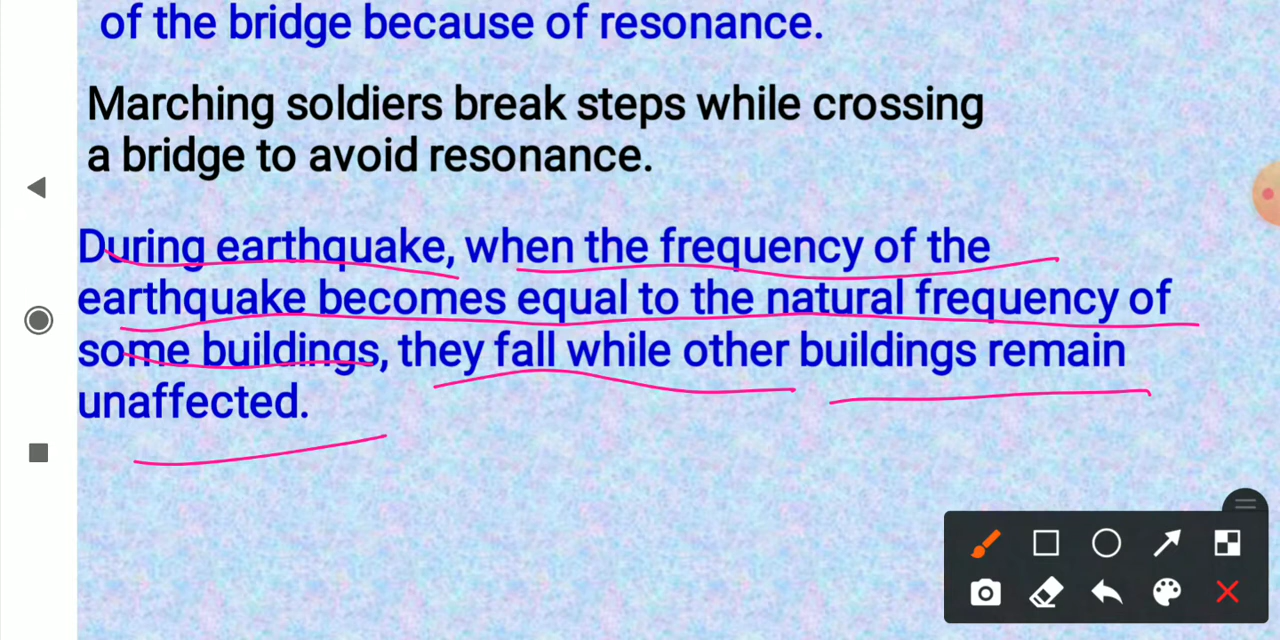 of the bridge because of resonance.
Marching soldiers break steps while crossing
a bridge to avoid resonance.
During earthquake, when the frequency of the
earthquake becomes equal to the natural frequency of
some buildings, they fall while other buildings remain
unaffected.